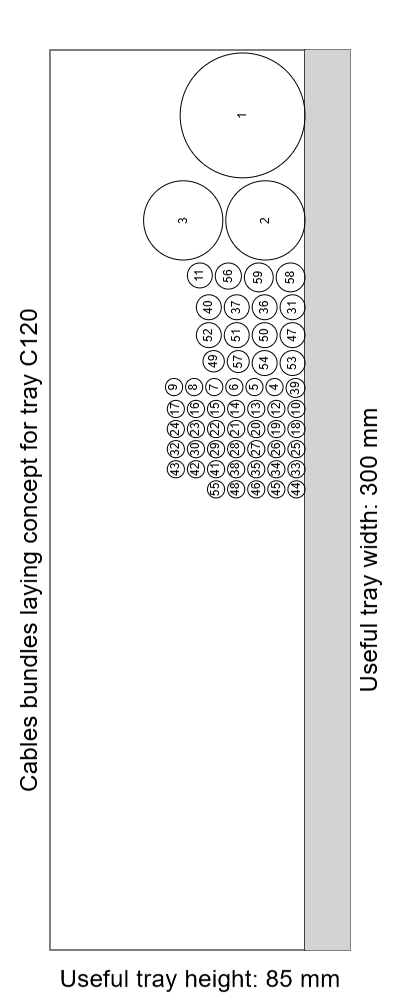 Cables bundles laying concept for tray C120
1
3 2
11 56 59 58
40 37 36 31
52 51 50 47
49 57 54 53
9 8 7 6 5 4 39
17 16 15 14 13 12 10
24 23 22 21 20 19 18
32 30 29 28 27 26 25
43 42 41 38 35 34 33
55 48 46 45 44
Useful tray width: 300 mm
Useful tray height: 85 mm